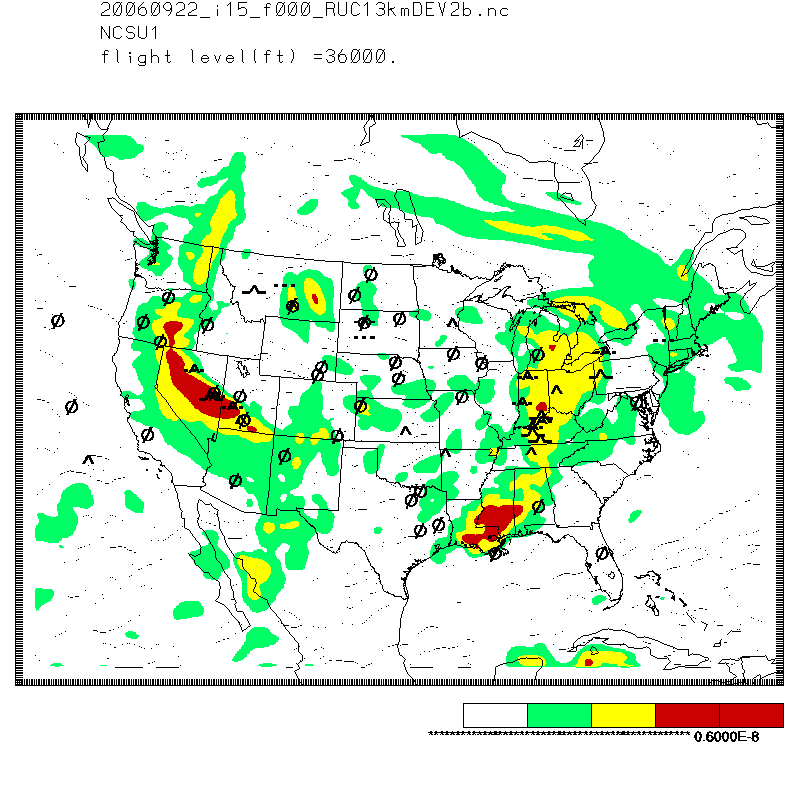 20060922_i15_f000_RUC13kmDEV2b.nc
NCSU1
flight level(ft) =36000.
******************************************** 0.6000E-8